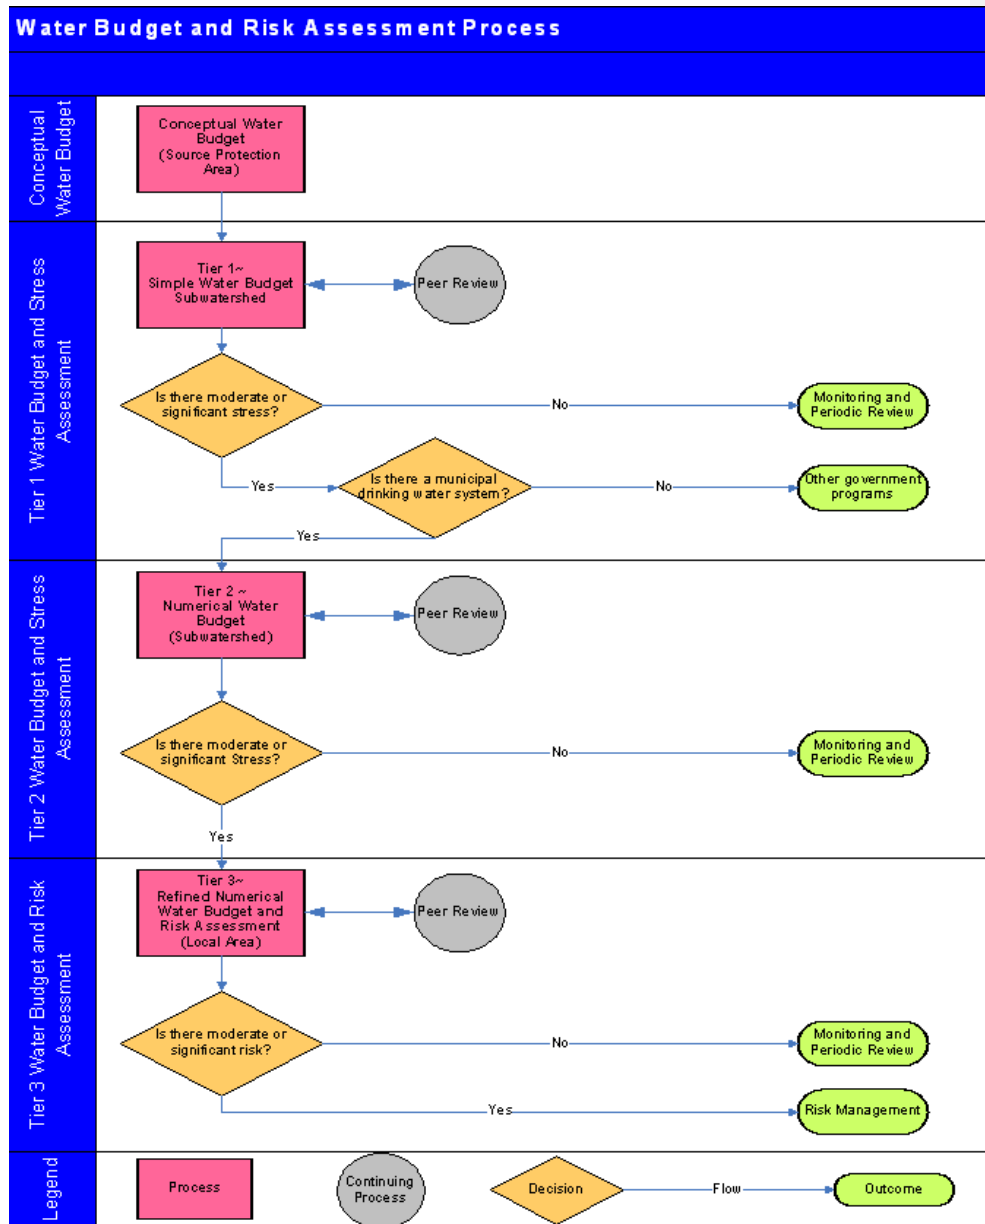 Water Budget and Risk Assessment Process
Conceptual
Water Budget
Conceptual Water
Budget
(Source Protection
Area)
Tier 1 Water Budget and Stress
Assessment
Tier 1~
Simple Water Budget
Subwatershed
Peer Review
Is there moderate or
significant stress?
No
Monitoring and
Periodic Review
Yes
Is there a municipal
drinking water system?
No
Other government
programs
Yes
Tier 2 Water Budget and Stress
Assessment
Tier 2 ~
Numerical Water
Budget
(Subwatershed)
Peer Review
Is there moderate or
significant Stress?
No
Monitoring and
Periodic Review
Yes
Tier 3 Water Budget and Risk
Assessment
Tier 3~
Refined Numerical
Water Budget and
Risk Assessment
(Local Area)
Peer Review
Is there moderate or
significant risk?
No
Monitoring and
Periodic Review
Yes
Risk Management
Legend
Process
Continuing
Process
Decision
Flow
Outcome